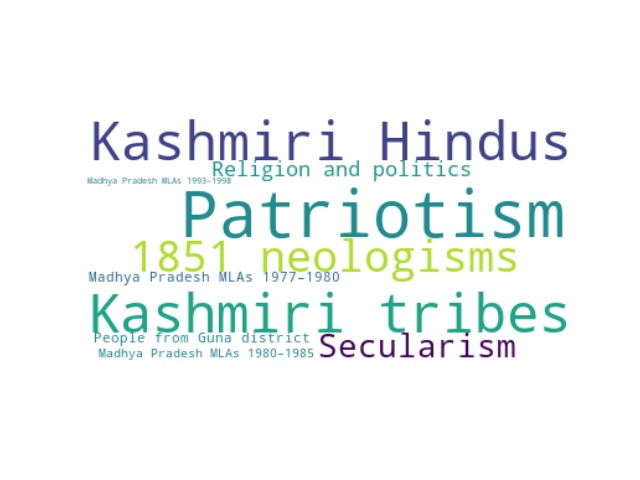 Kashmiri Hindus
Religion and politics
Madhya Pradesh MLAs 1993–1998
Patriotism
1851 neologisms
Madhya Pradesh MLAs 1977–1980
Kashmiri tribes
People from Guna district
Secularism
Madhya Pradesh MLAs 1980–1985